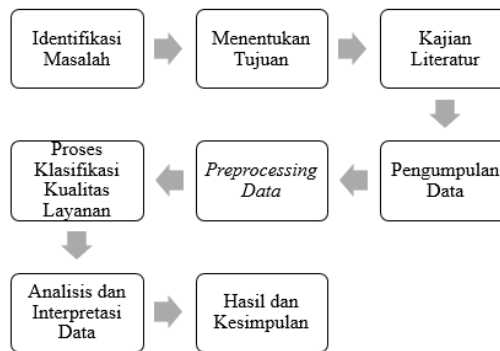 Identifikasi
Masalah
Menentukan
Tujuan
Kajian
Literatur
Pengumpulan
Data
Preprocessing
Data
Proses
Klasifikasi
Kualitas
Layanan
Analisis dan
Interpretasi
Data
Hasil dan
Kesimpulan